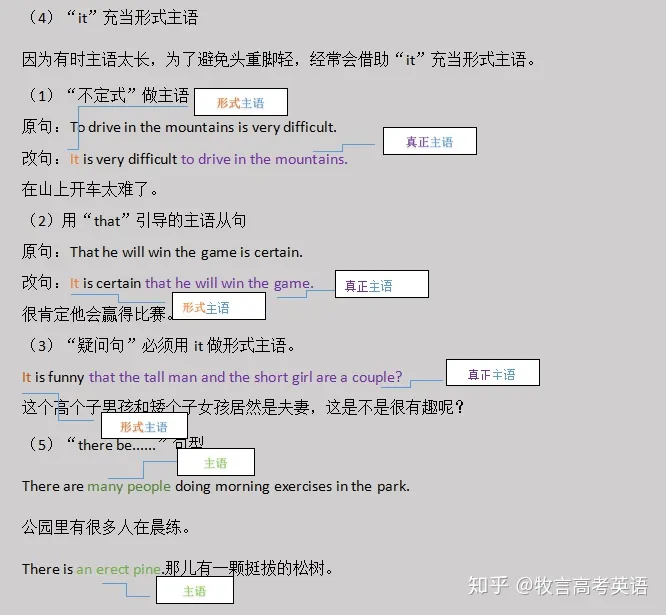 （4）“it”充当形式主语
因为有时主语太长，为了避免头重脚轻，经常会借助“it”充当形式主语。
（1）“不定式”做主语
形式主语
原句：To drive in the mountains is very difficult.
真正主语
改句：It is very difficult to drive in the mountains.
在山上开车太难了。
（2）用“that”引导的主语从句
原句：That he will win the game is certain.
改句：It is certain that he will win the game.
真正主语
很肯定他会赢得比赛。
形式主语
（3）“疑问句”必须用 it 做形式主语。
It is funny that the tall man and the short girl are a couple?
真正主语
这个高个子男孩和矮个子女孩居然是夫妻，这是不是很有趣呢？
形式主语
（5）“there be......”句型
主语
There are many people doing morning exercises in the park.
公园里有很多人在晨练。
There is an erect pine.那儿有一颗挺拔的松树。
主语
知乎 @牧言高考英语